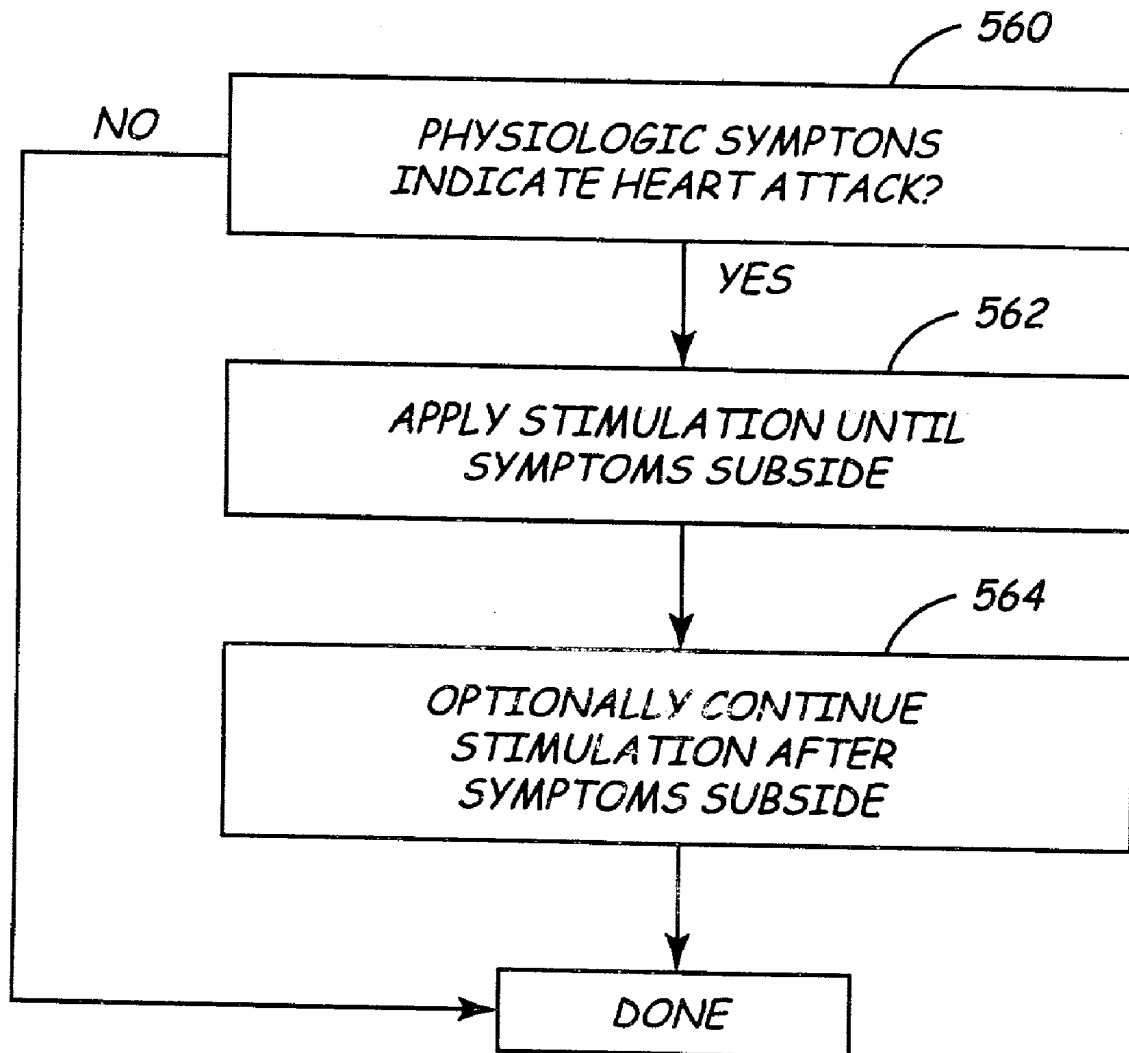 560
NO
PHYSIOLOGIC SYMPTONS
INDICATE HEART ATTACK?
YES
562
APPLY STIMULATION UNTIL
SYMPTOMS SUBSIDE
564
OPTIONALLY CONTINUE
STIMULATION AFTER
SYMPTOMS SUBSIDE
DONE